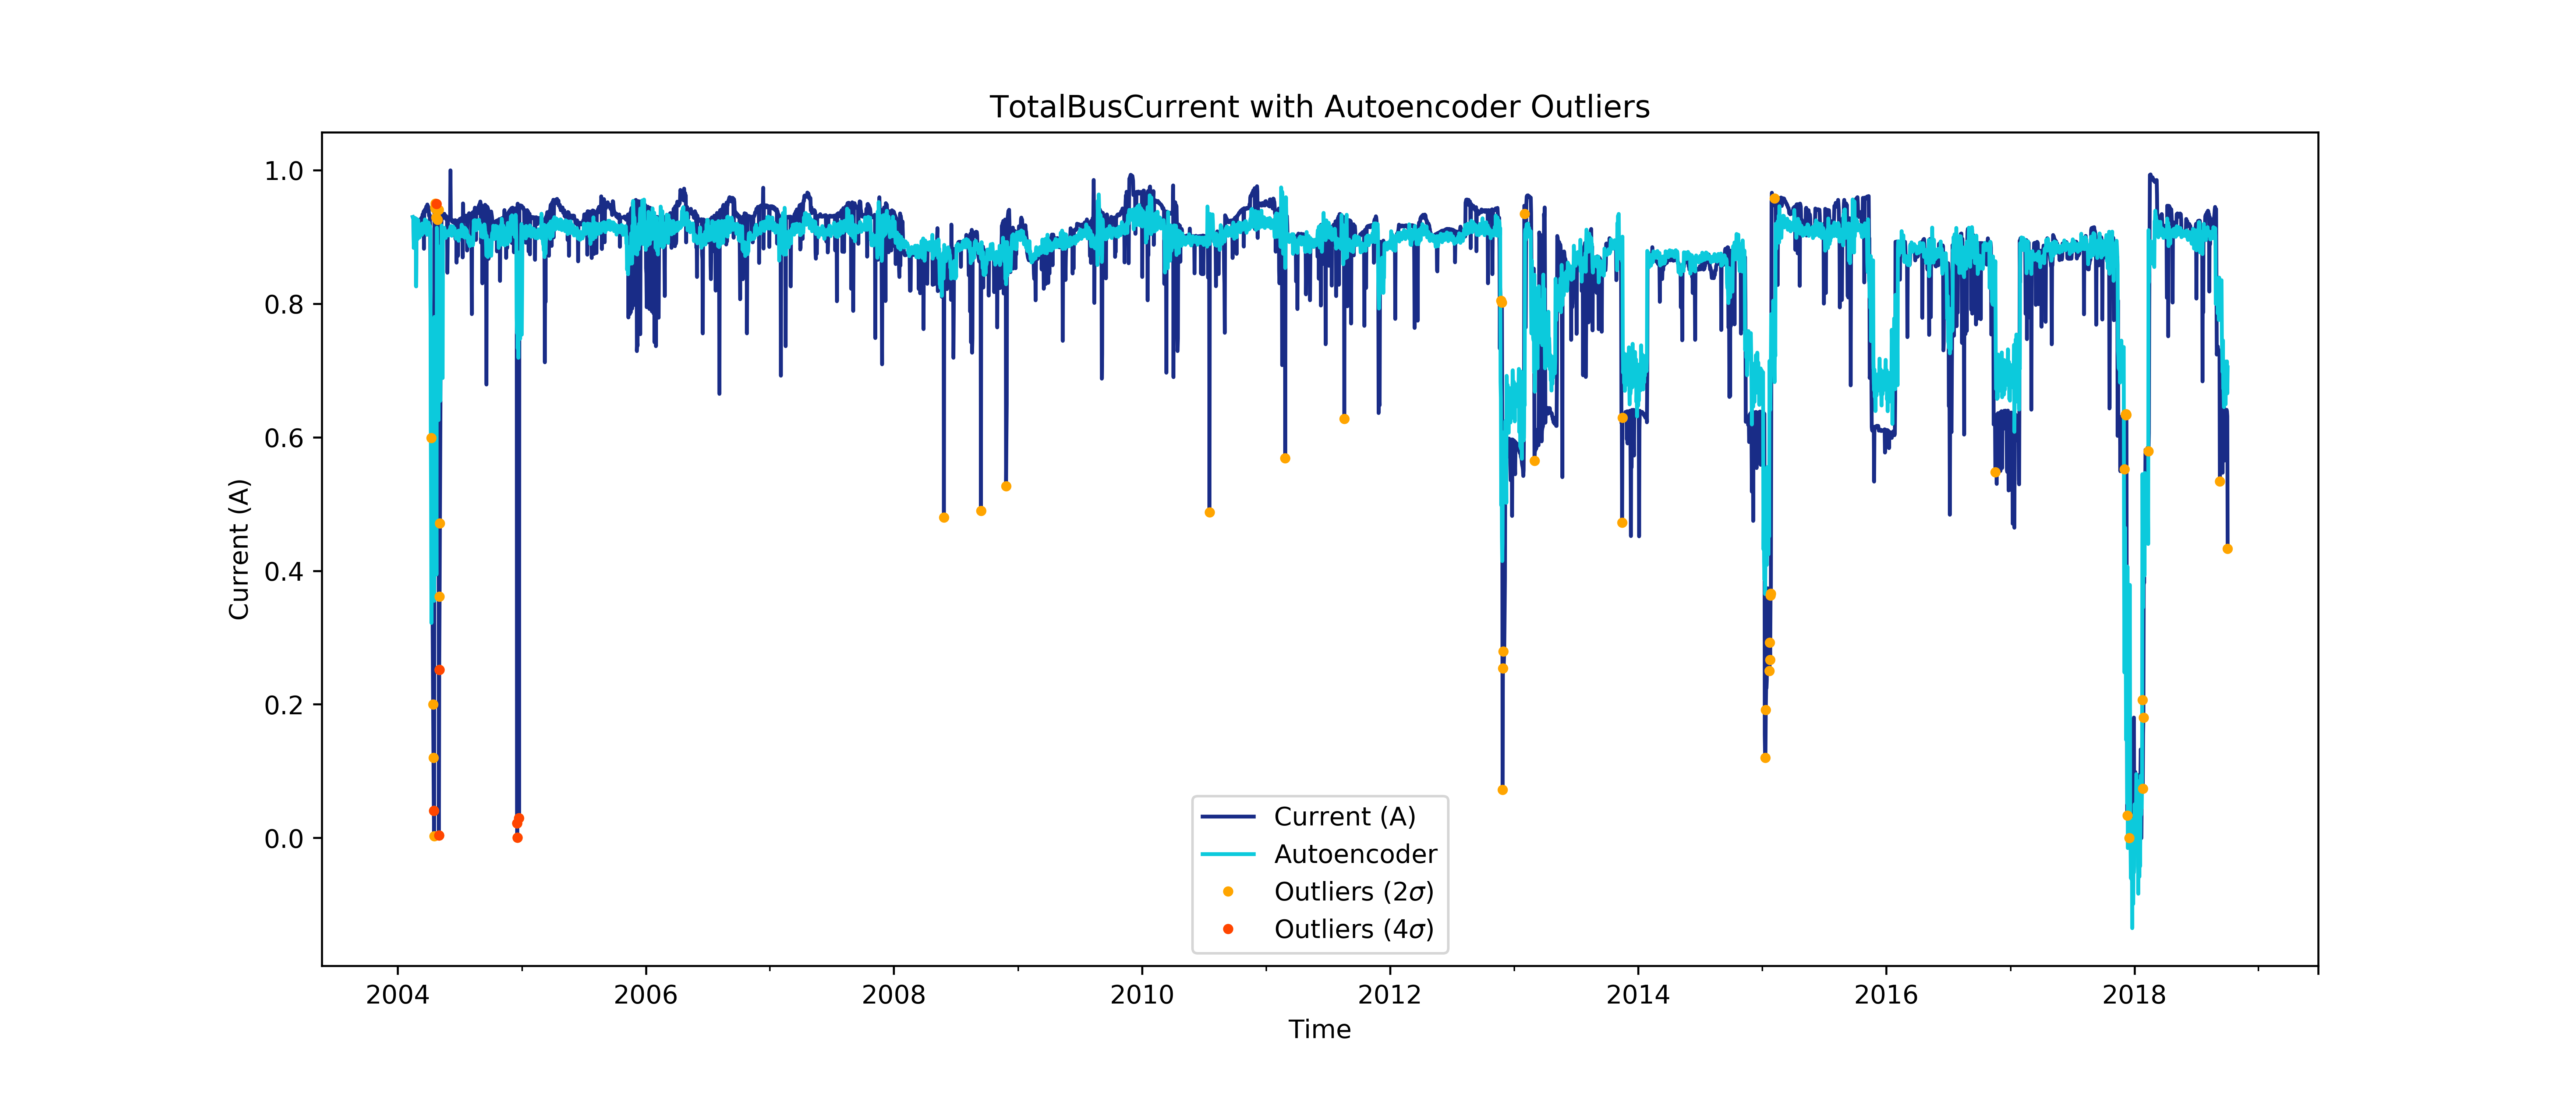 TotalBusCurrent with Autoencoder Outliers
1.0
0.8
0.6
0.4
0.2
0.0
Current (A)
Current (A)
Autoencoder
Outliers (2σ)
Outliers (4σ)
2004 2006 2008 2010 2012 2014 2016 2018
Time